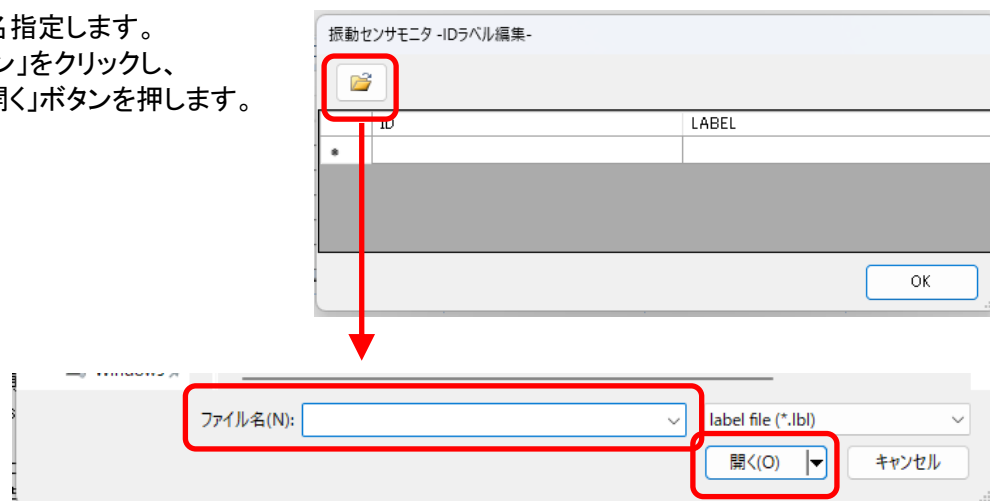 名指定します。
ン」をクリックし、
開く」ボタンを押します。
振動センサモニタ -IDラベル編集-
ID LABEL
*
OK
Windows
ファイル名(N): label file (*.lbl)
開く(O) キャンセル